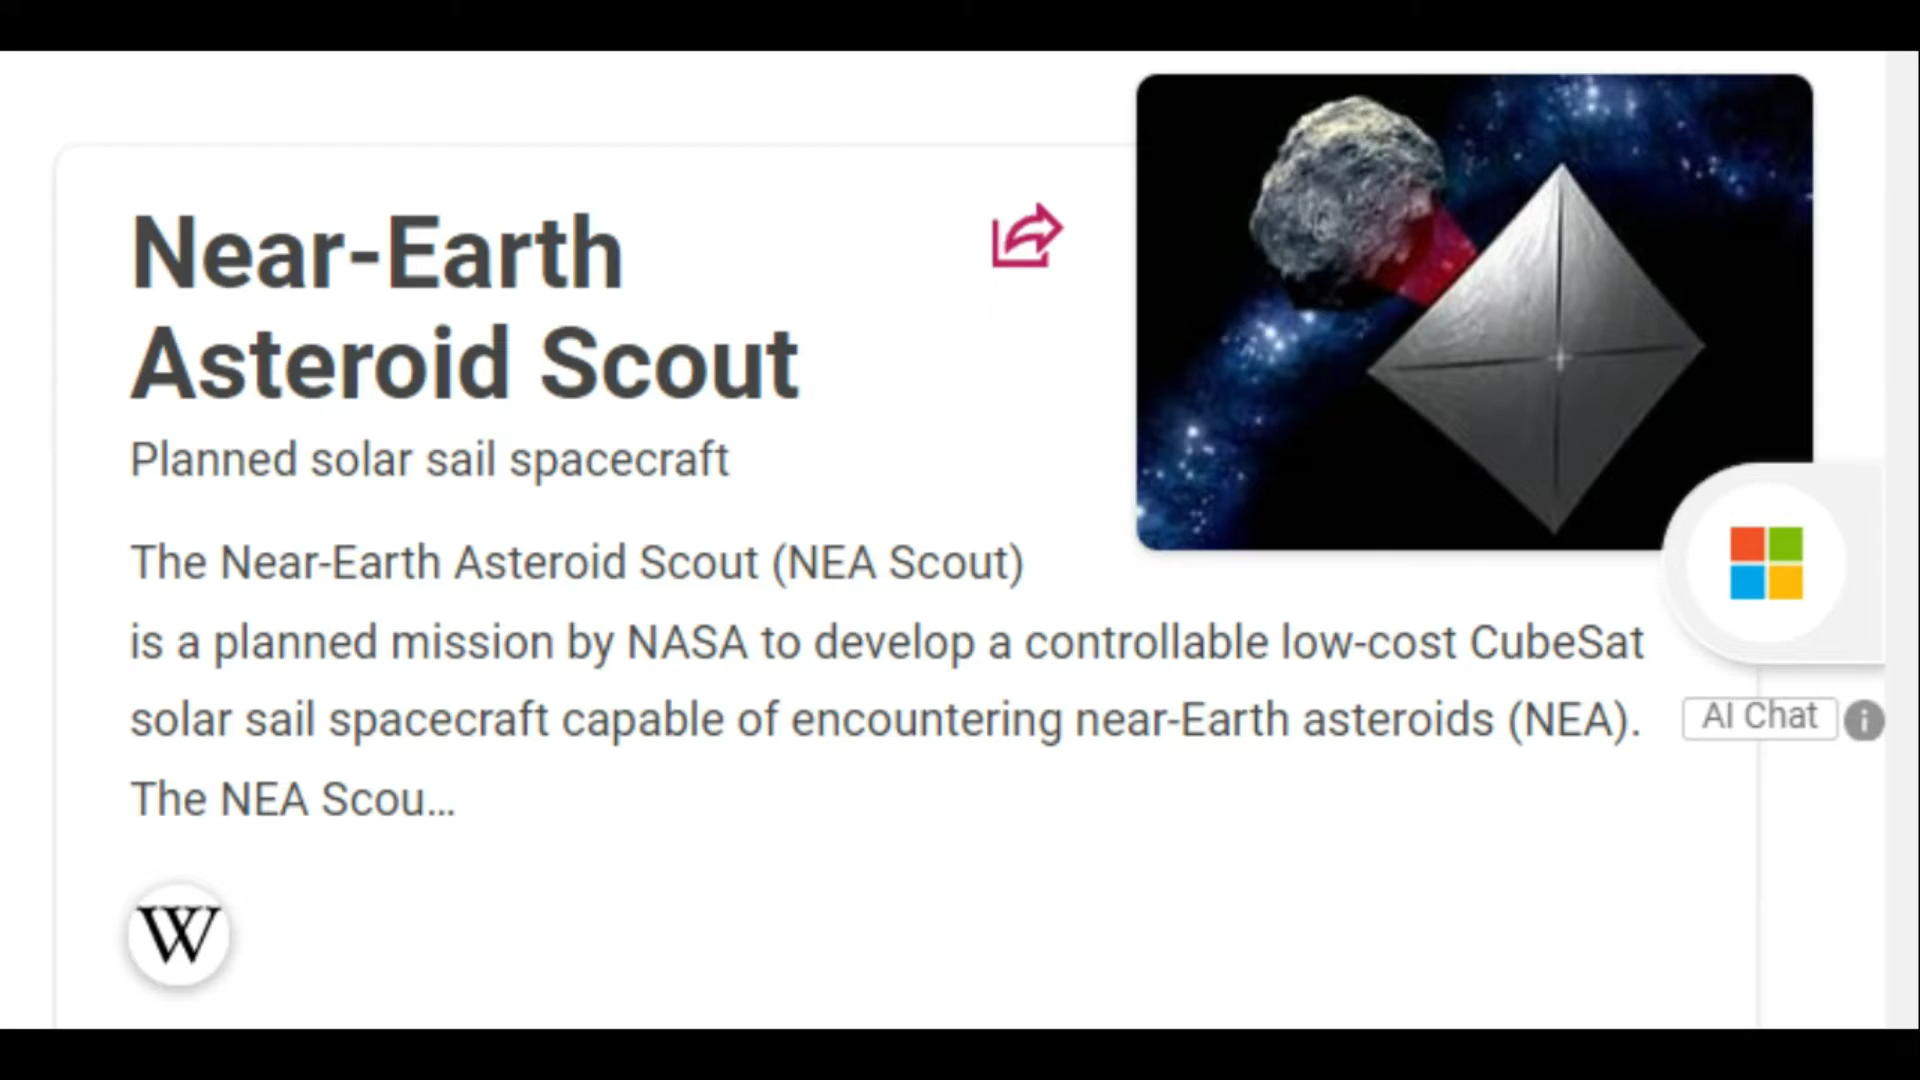 Near-Earth
Asteroid Scout
Planned solar sail spacecraft
The Near-Earth Asteroid Scout (NEA Scout)
is a planned mission by NASA to develop a controllable low-cost CubeSat
solar sail spacecraft capable of encountering near-Earth asteroids (NEA).
The NEA Scou...
AI Chat
i
W